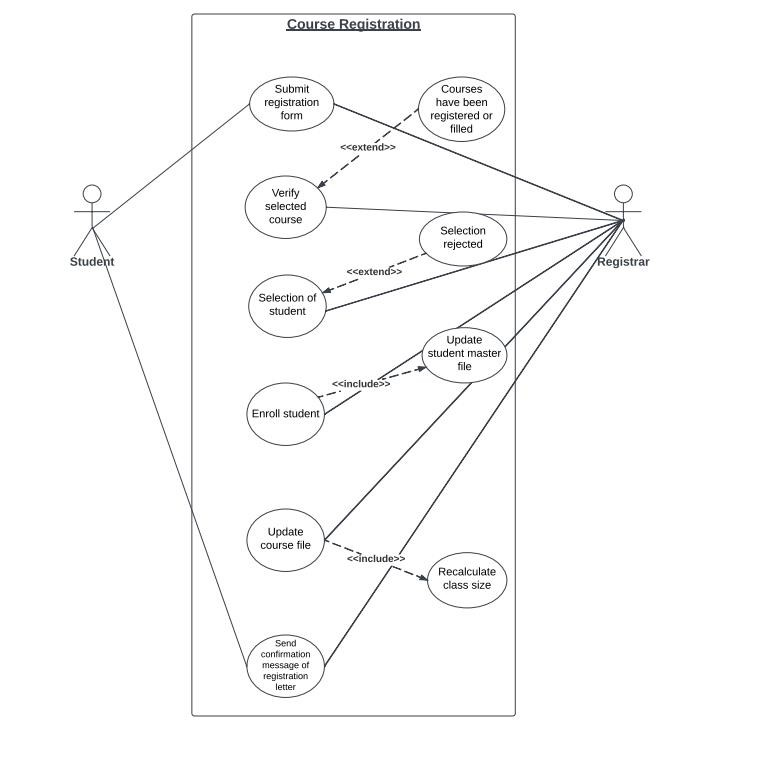 Course Registration
Submit
registration
form
Courses
have been
registered or
filled
<<extend>>
Verify
selected
course
Selection
rejected
Student
Registrar
<<extend>>
Selection of
student
Update
student master
file
<<include>>
Enroll student
Update
course file
<<include>>
Recalculate
class size
Send
confirmation
message of
registration
letter